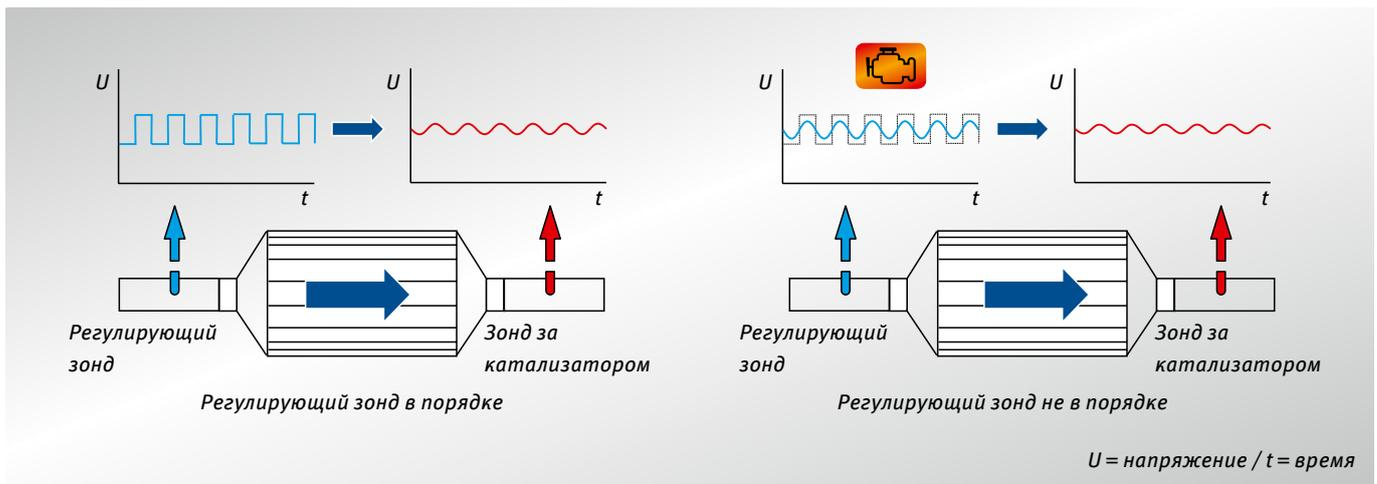 U
U
t
t
Регулирующий
зонд
Зонд за
катализатором
Регулирующий зонд в порядке
U
U
t
t
Регулирующий
зонд
Зонд за
катализатором
Регулирующий зонд не в порядке
U = напряжение / t = время